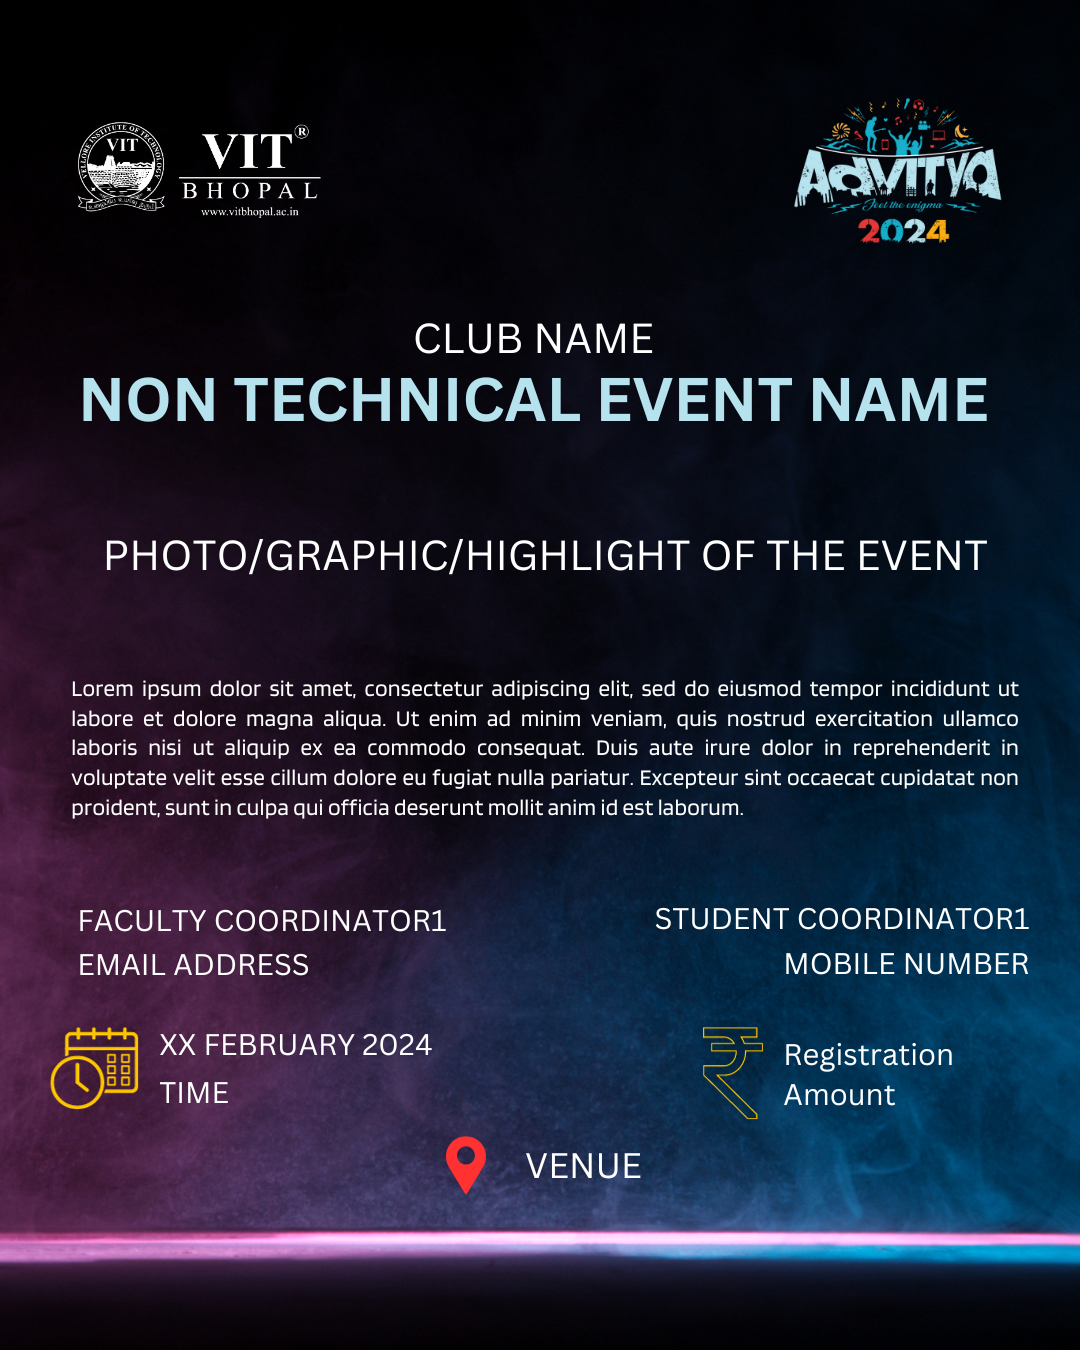 VELLORE INSTITUTE OF TECHNOLOGY
VIT
VIT®
BHOPAL
www.vitbhopal.ac.in
AdVITYa
Feel the enigma
2024
CLUB NAME
NON TECHNICAL EVENT NAME
PHOTO/GRAPHIC/HIGHLIGHT OF THE EVENT
Lorem ipsum dolor sit amet, consectetur adipiscing elit, sed do eiusmod tempor incididunt ut
labore et dolore magna aliqua. Ut enim ad minim veniam, quis nostrud exercitation ullamco
laboris nisi ut aliquip ex ea commodo consequat. Duis aute irure dolor in reprehenderit in
voluptate velit esse cillum dolore eu fugiat nulla pariatur. Excepteur sint occaecat cupidatat non
proident, sunt in culpa qui officia deserunt mollit anim id est laborum.
FACULTY COORDINATOR1
EMAIL ADDRESS
STUDENT COORDINATOR1
MOBILE NUMBER
XX FEBRUARY 2024
TIME
₹
Registration
Amount
VENUE